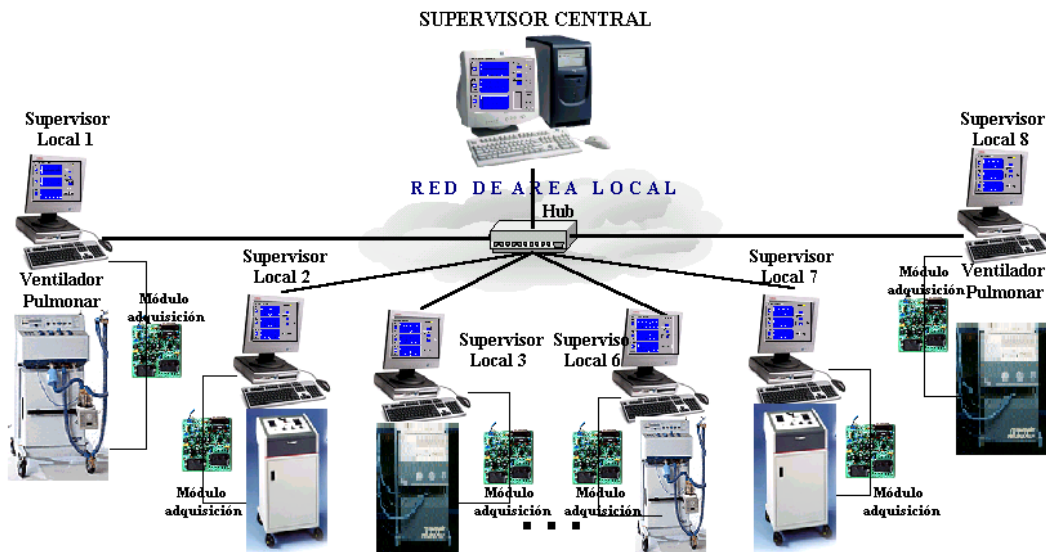 SUPERVISOR CENTRAL
Supervisor
Local 1
Supervisor
Local 8
RED DE AREA LOCAL
Hub
Supervisor
Local 2
Supervisor
Local 7
Ventilador
Pulmonar
Módulo
adquisición
Módulo
adquisición
Ventilador
Pulmonar
Supervisor
Local 3
Superviso
Local 6
Módulo
adquisición
Módulo
adquisición
Módulo
adquisición
Módulo
adquisición
. . .